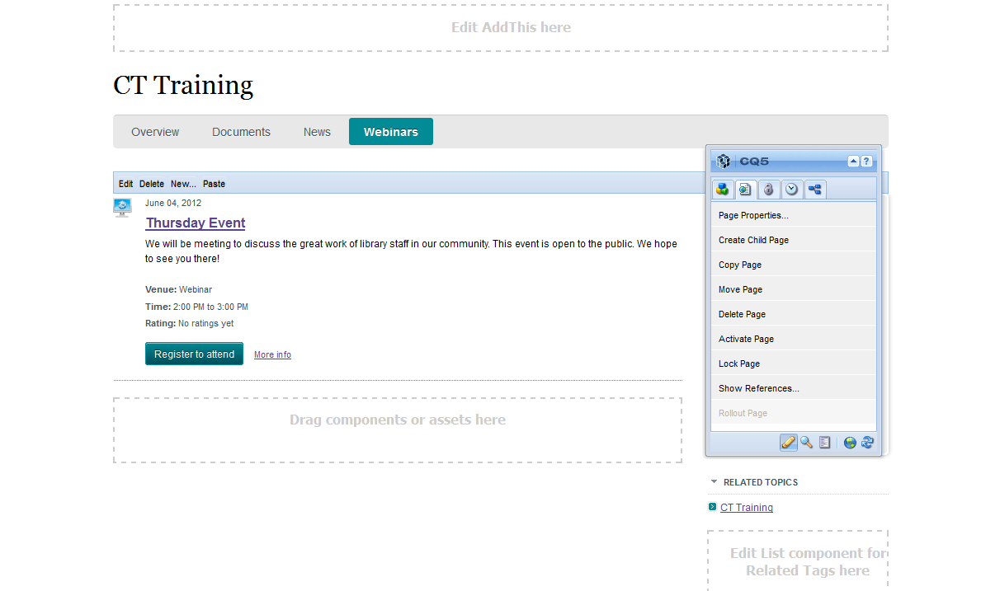 Edit AddThis here
CT Training
Overview Documents News Webinars
CQ5 ?
Edit Delete New... Paste
June 04, 2012
Thursday Event
We will be meeting to discuss the great work of library staff in our community. This event is open to the public. We hope
to see you there!
Venue: Webinar
Time: 2:00 PM to 3:00 PM
Rating: No ratings yet
Register to attend More info
Drag components or assets here
Page Properties...
Create Child Page
Copy Page
Move Page
Delete Page
Activate Page
Lock Page
Show References...
Rollout Page
RELATED TOPICS
CT Training
Edit List component for
Related Tags here